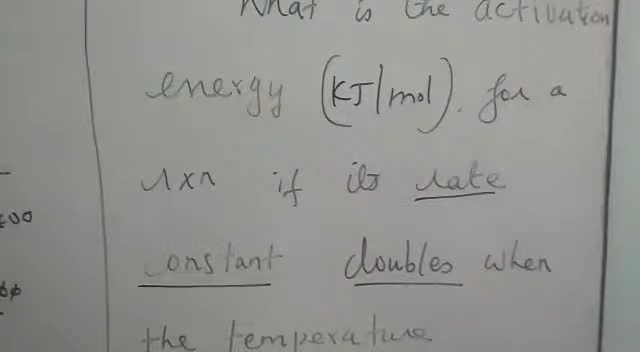 What is the activation
energy (KJ/mol). for a
rxn if its rate
constant doubles when
the temperature